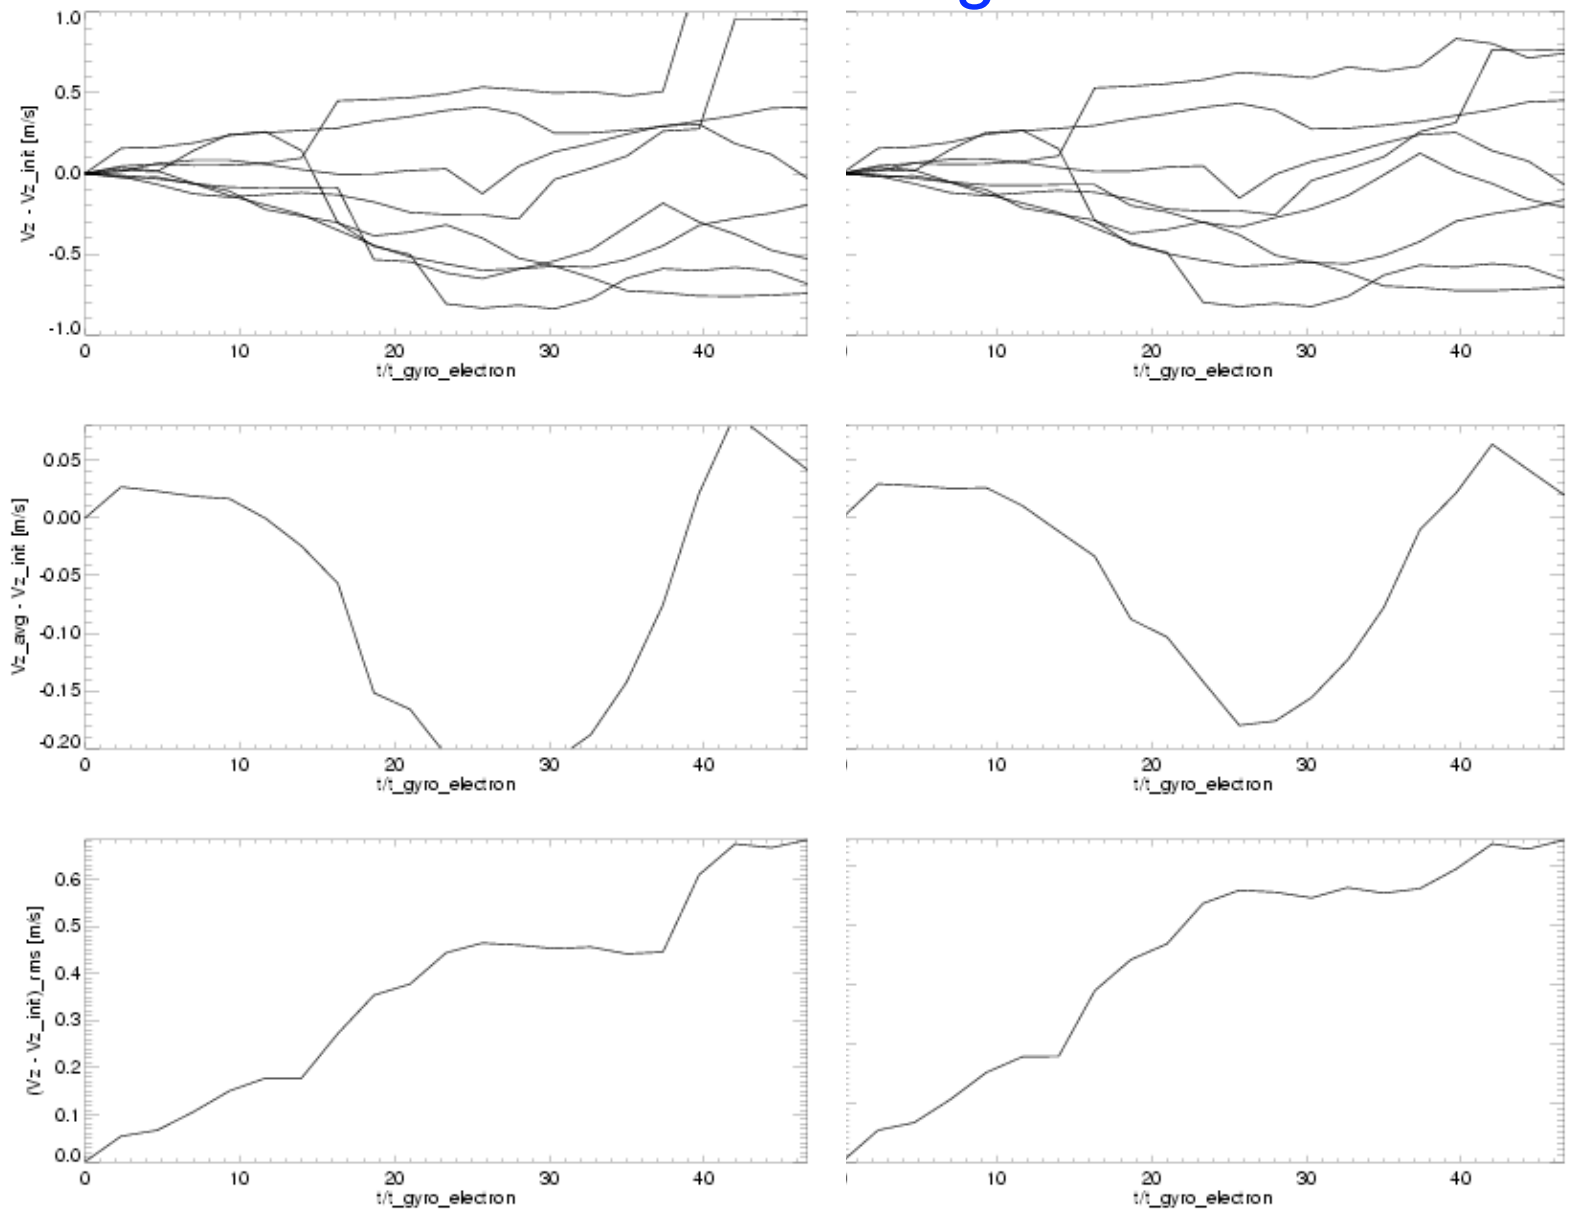 g
1.0
0.5
0.0
-0.5
-1.0
Vz - Vz_init [m/s]
0 10 20 30 40
t/t_gyro_electron
10 20 30 40
t/t_gyro_electron
0.05
0.00
-0.05
-0.10
-0.15
-0.20
Vz_avg - Vz_init [m/s]
0 10 20 30 40
t/t_gyro_electron
10 20 30 40
t/t_gyro_electron
0.6
0.5
0.4
0.3
0.2
0.1
0.0
(Vz - Vz_init)_rms [m/s]
0 10 20 30 40
t/t_gyro_electron
10 20 30 40
t/t_gyro_electron